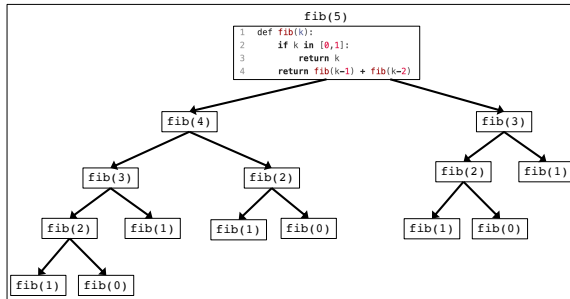 fib(5)
1 def fib(k):
2 if k in [0,1]:
3 return k
4 return fib(k-1) + fib(k-2)
fib(4) fib(3)
fib(3) fib(2) fib(2) fib(1)
fib(2) fib(1) fib(1) fib(0) fib(1) fib(0)
fib(1) fib(0)